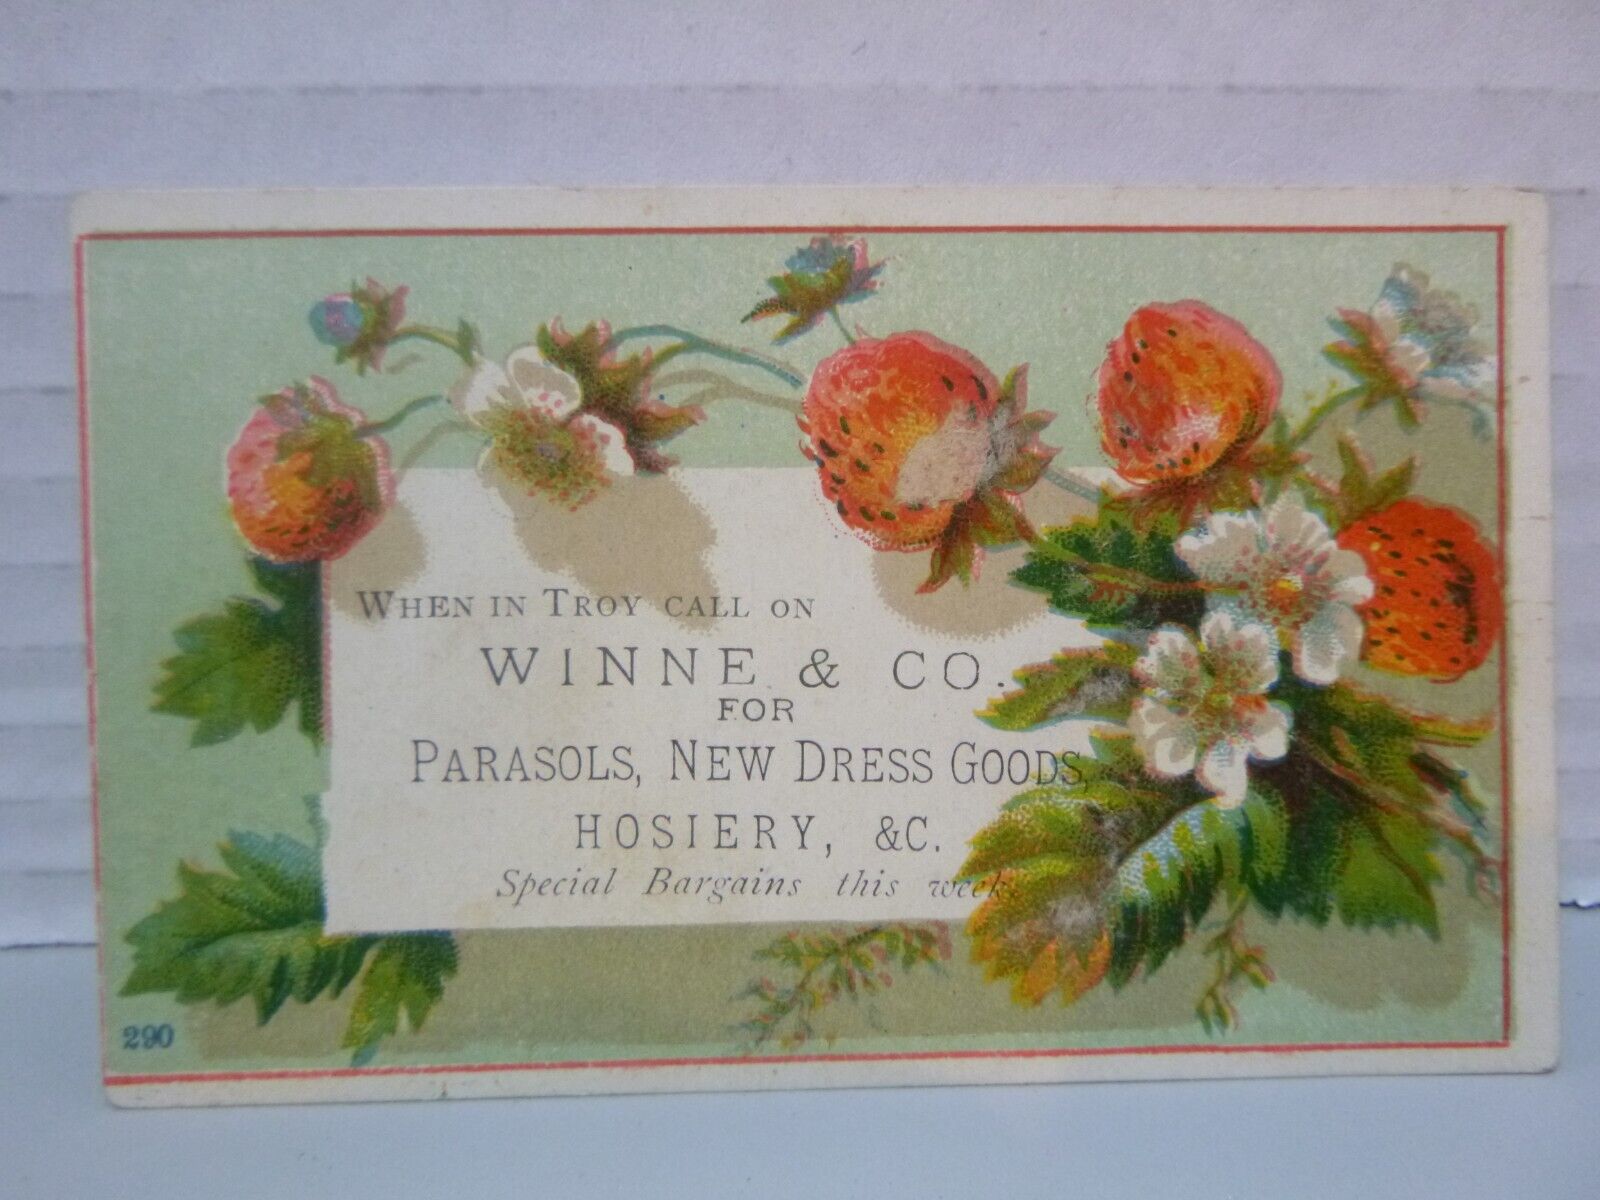 WHEN IN TROY CALL ON
WINNE & CO.
FOR
PARASOLS, NEW DRESS GOODS,
HOSIERY, &C.
Special Bargains this week.
290